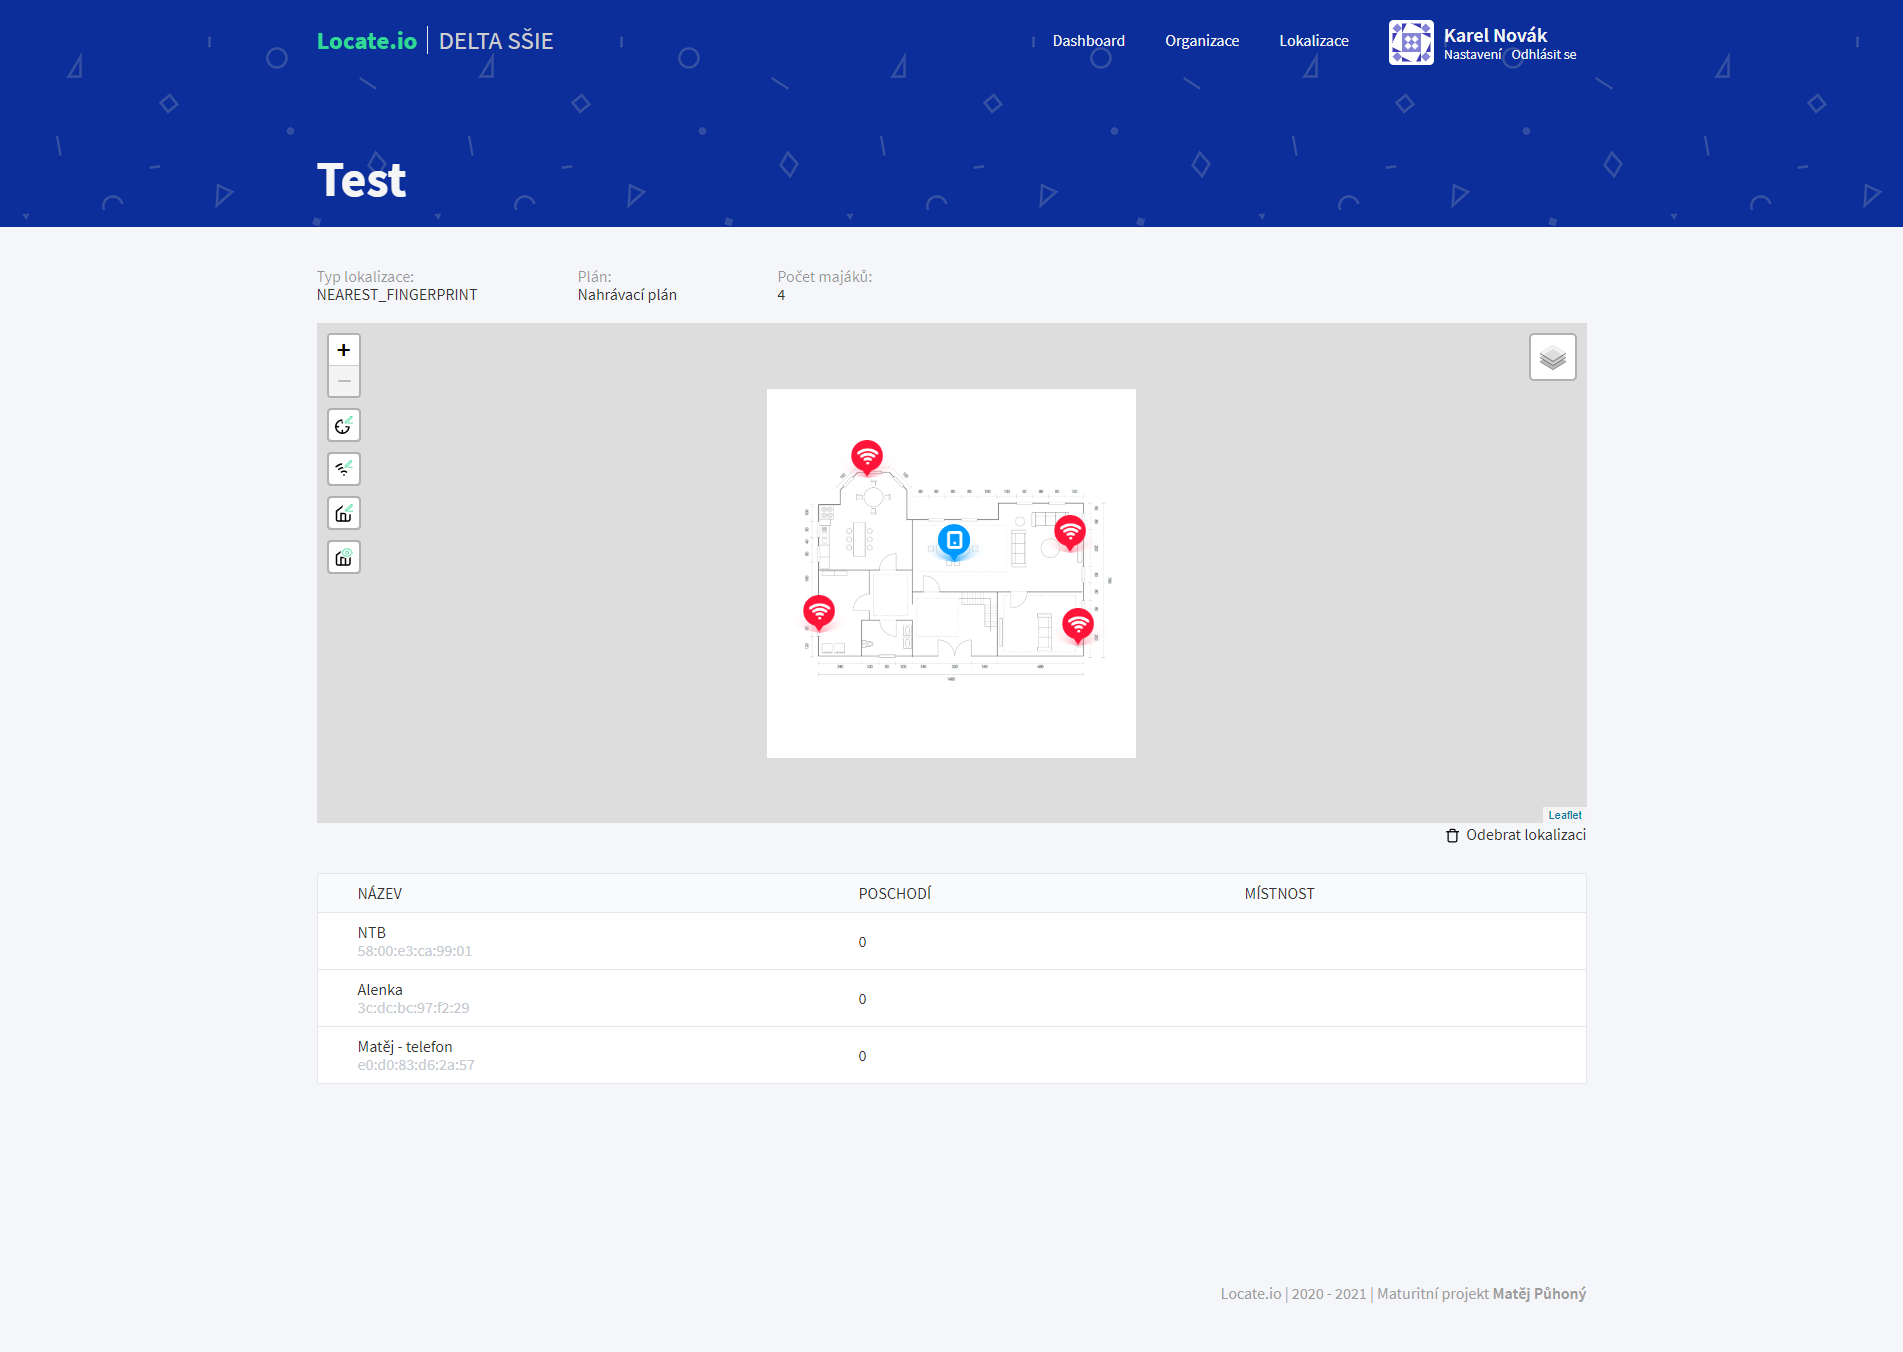 Locate.io DELTA SŠIE Dashboard Organizace Lokalizace Karel Novák
Nastavení Odhlásit se
Test
Typ lokalizace: Plán: Počet majáků:
NEAREST_FINGERPRINT Nahrávací plán 4
+
−
Leaflet
Odebrat lokalizaci
NÁZEV POSCHODÍ MÍSTNOST
NTB
58:00:e3:ca:99:01 0
Alenka
3c:dc:bc:97:f2:29 0
Matěj - telefon
e0:d0:83:d6:2a:57 0
Locate.io | 2020 - 2021 | Maturitní projekt Matěj Půhoný